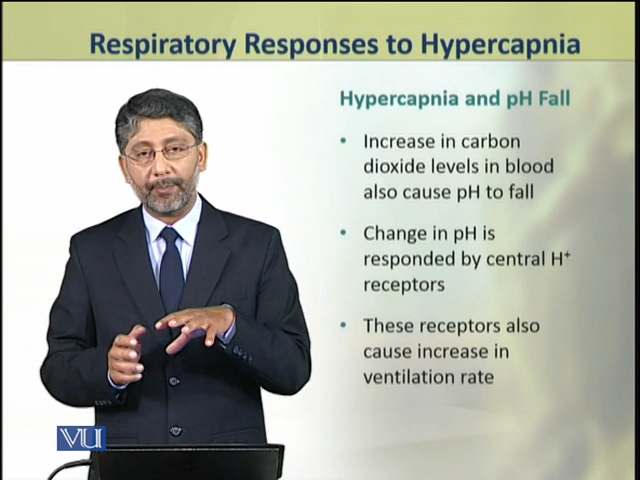 Respiratory Responses to Hypercapnia
Hypercapnia and pH Fall
• Increase in carbon
dioxide levels in blood
also cause pH to fall
• Change in pH is
responded by central H⁺
receptors
• These receptors also
cause increase in
ventilation rate
VU